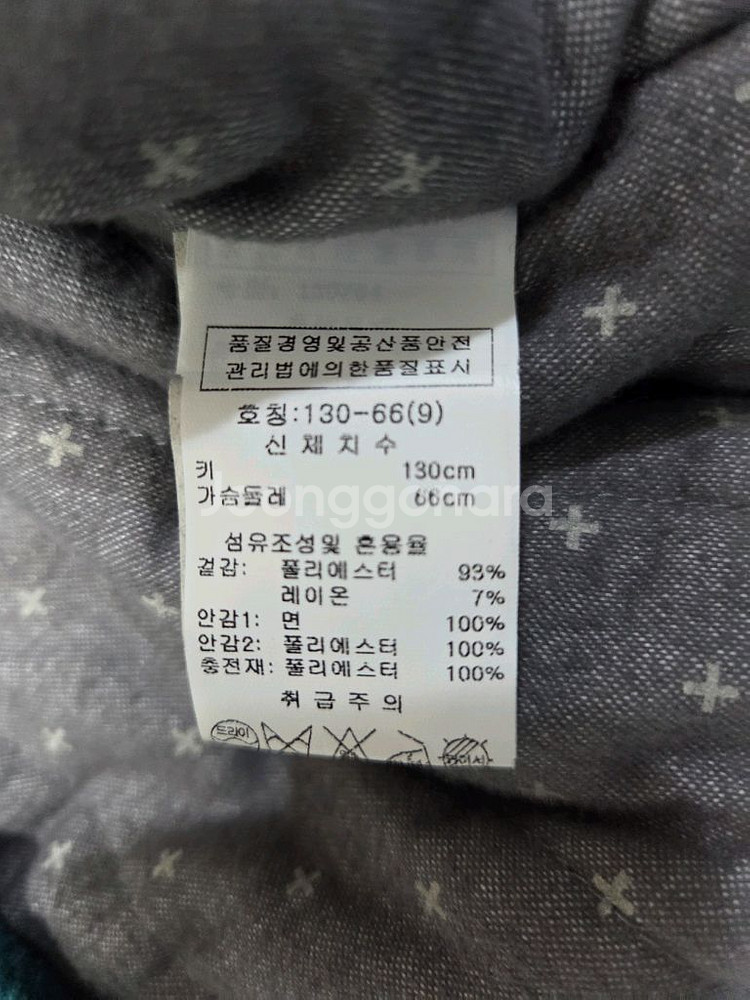 품질경영및공산품안전
관리법에의한품질표시
호칭:130-66(9)
신체치수
키 130cm
가슴둘레 66cm
Joonggonara
섬유조성및 혼용율
겉감: 폴리에스터 93%
레이온 7%
안감1: 면 100%
안감2: 폴리에스터 100%
충전재: 폴리에스터 100%
취급주의
드라이